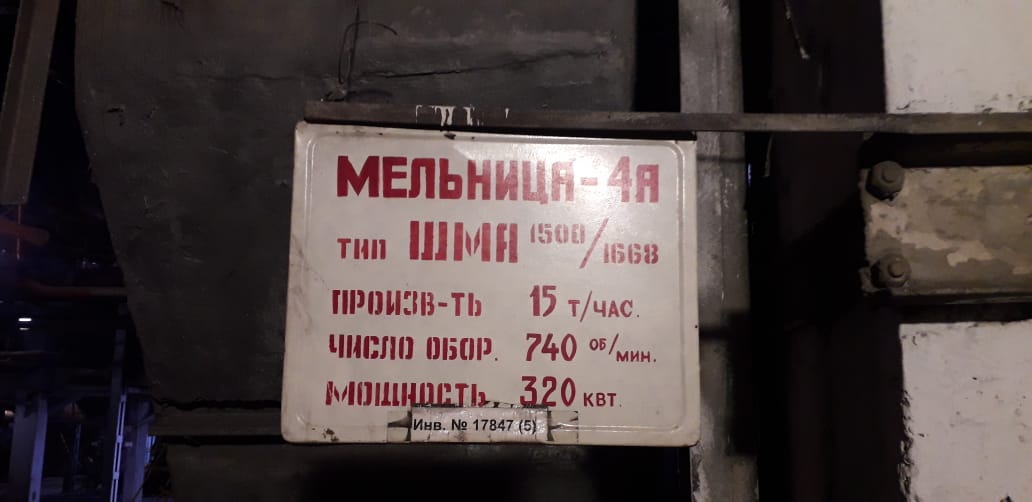 МЕЛЬНИЦА-4А
ТИП ШМА 1500/1668
ПРОИЗВ-ТЬ 15 Т/ЧАС.
ЧИСЛО ОБОР. 740 ОБ/МИН.
МОЩНОСТЬ 320 КВТ.
Инв. № 17847 (5)